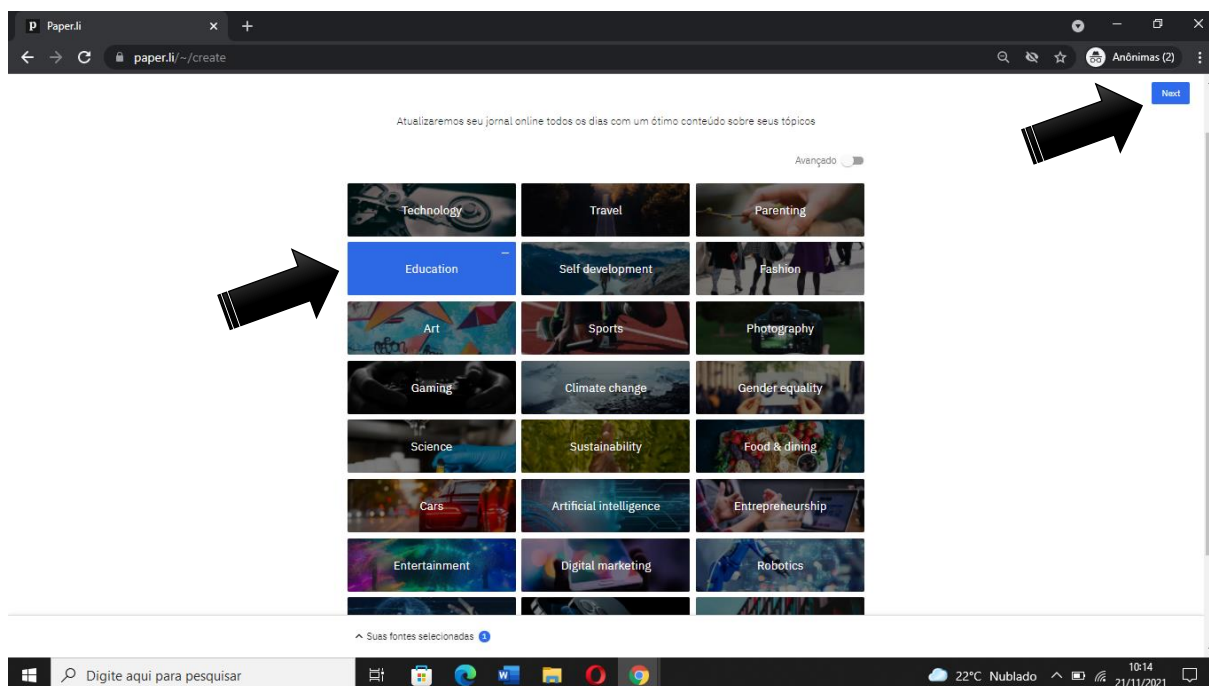 p Paper.li
paper.li/~/create
Anônimas (2)
Next
Atualizaremos seu jornal online todos os dias com um ótimo conteúdo sobre seus tópicos
Avançado
Technology Travel Parenting
Education Self development Fashion
Art Sports Photography
Gaming Climate change Gender equality
Science Sustainability Food & dining
Cars Artificial intelligence Entrepreneurship
Entertainment Digital marketing Robotics
Suas fontes selecionadas 1
Digite aqui para pesquisar
22°C Nublado
10:14
21/11/2021